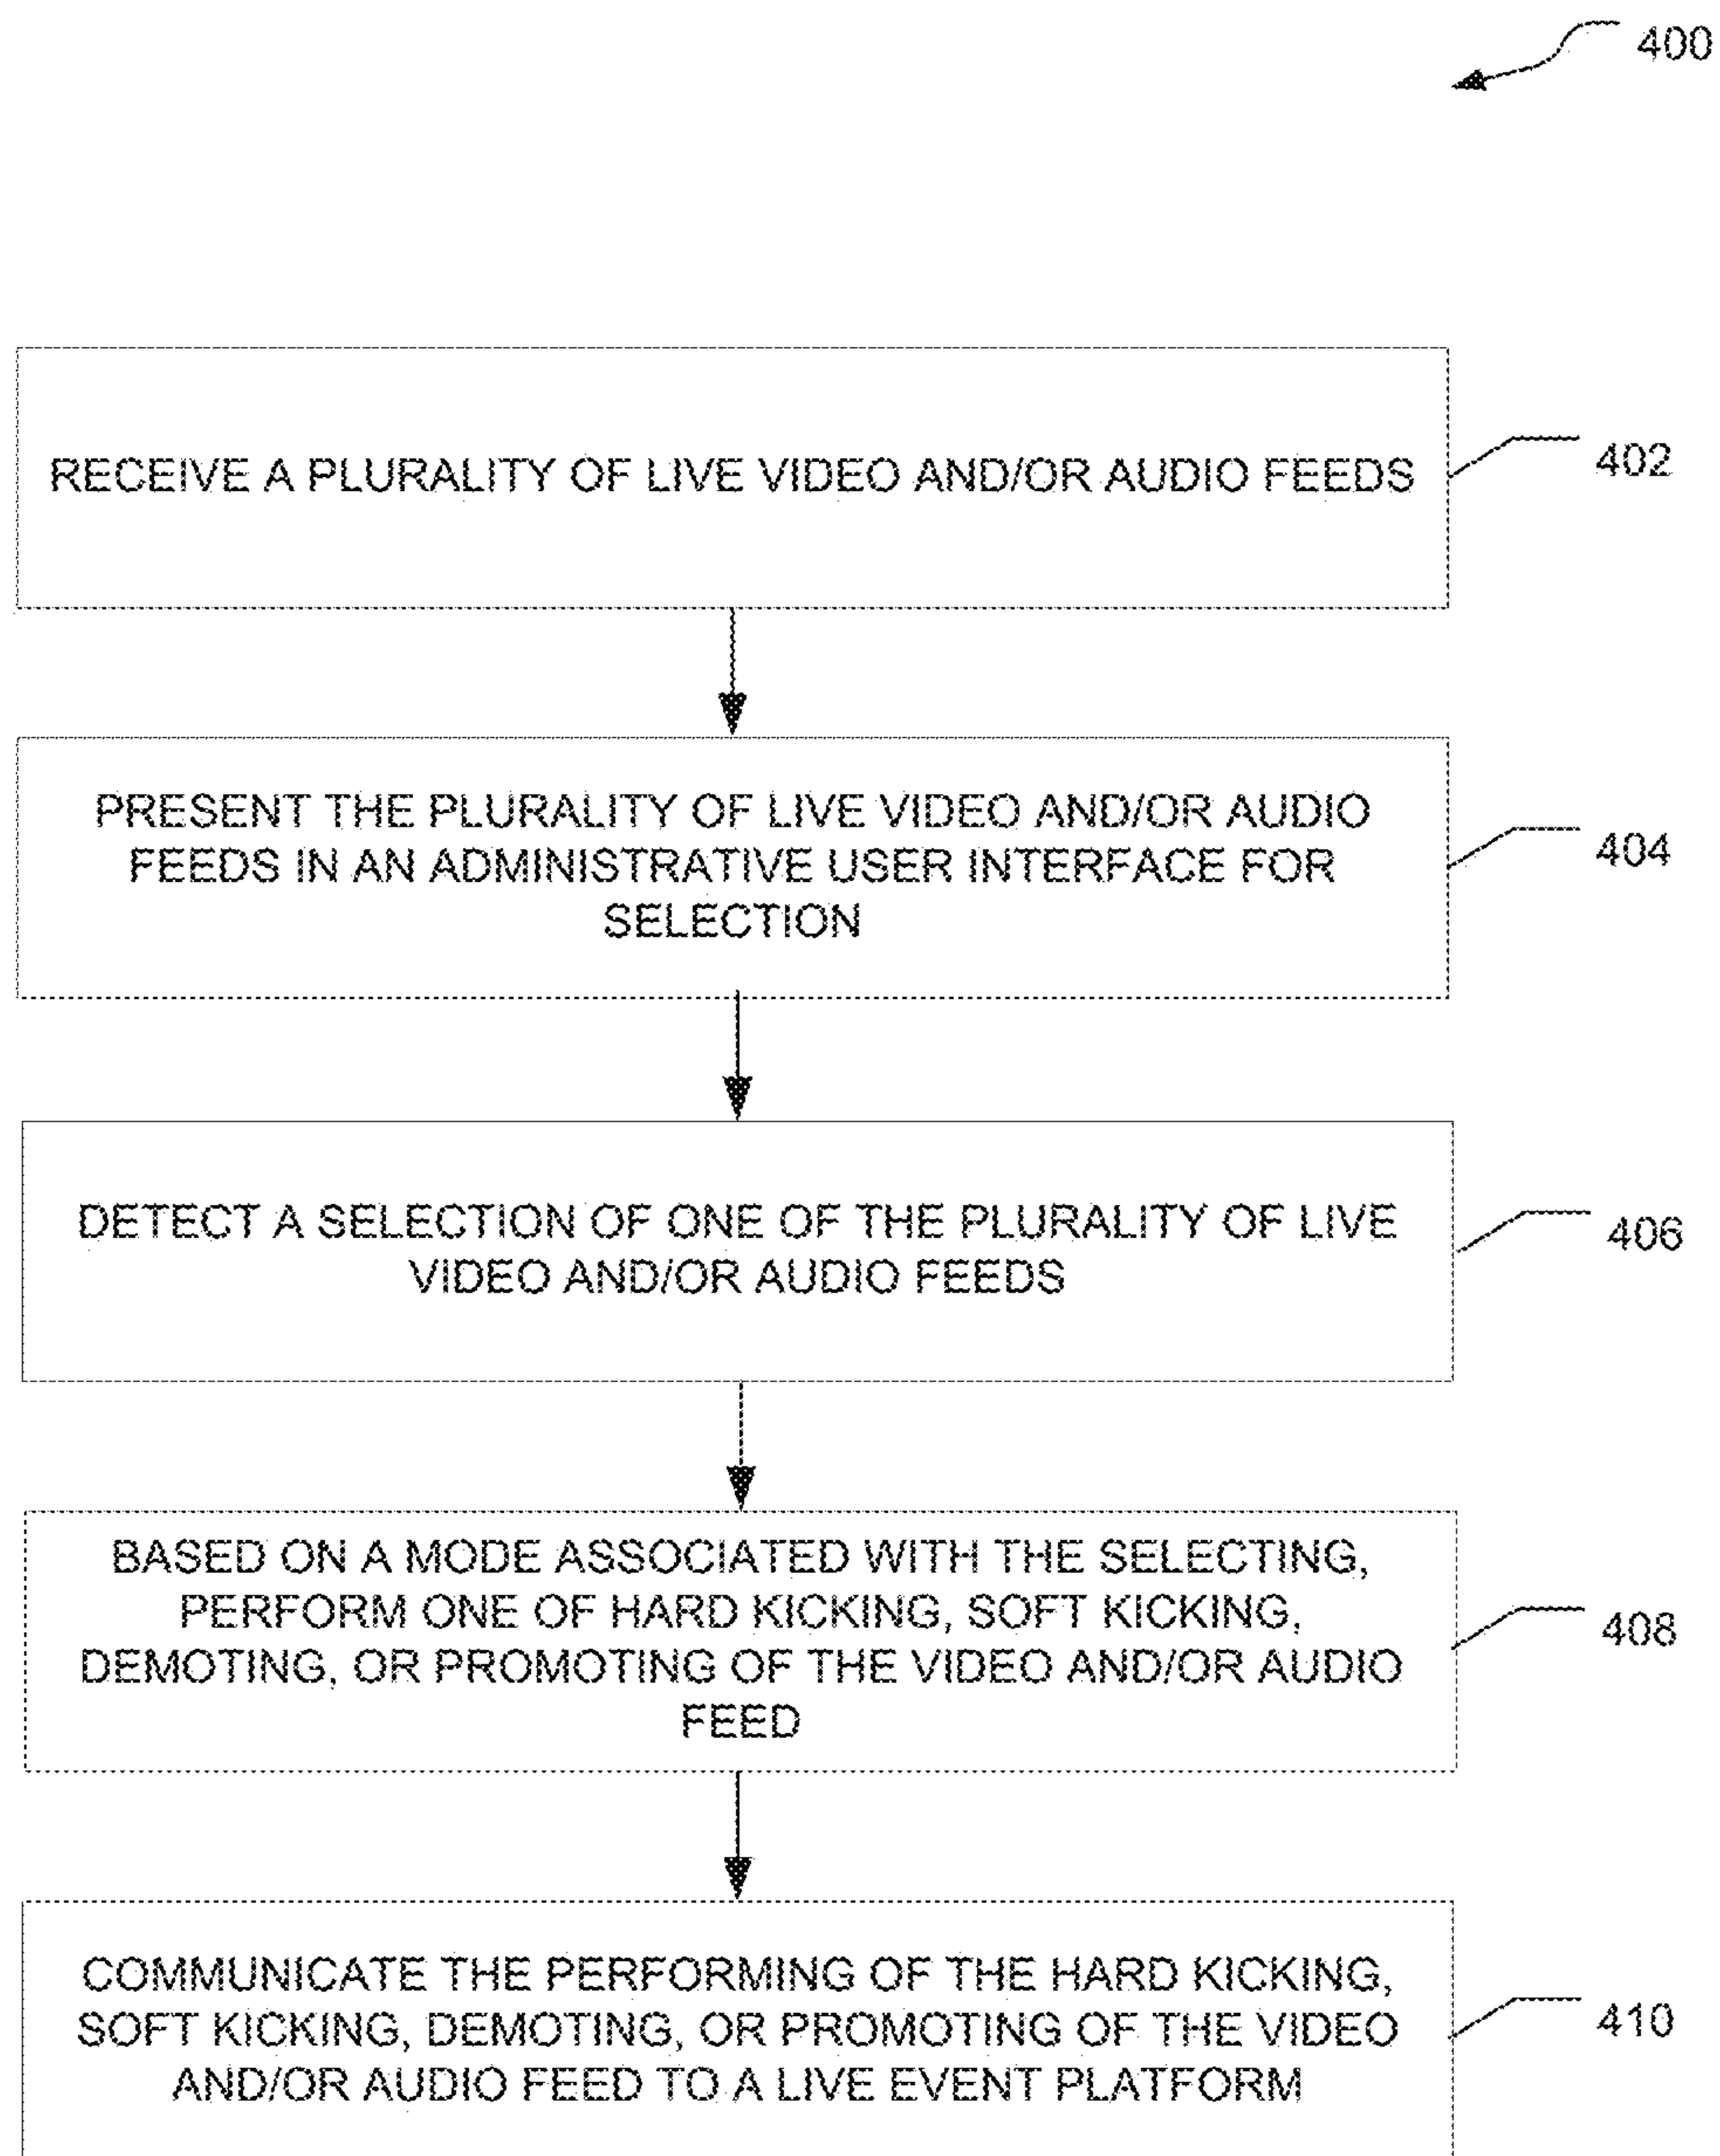 400
RECEIVE A PLURALITY OF LIVE VIDEO AND/OR AUDIO FEEDS
402
PRESENT THE PLURALITY OF LIVE VIDEO AND/OR AUDIO
FEEDS IN AN ADMINISTRATIVE USER INTERFACE FOR
SELECTION
404
DETECT A SELECTION OF ONE OF THE PLURALITY OF LIVE
VIDEO AND/OR AUDIO FEEDS
406
BASED ON A MODE ASSOCIATED WITH THE SELECTING,
PERFORM ONE OF HARD KICKING, SOFT KICKING,
DEMOTING, OR PROMOTING OF THE VIDEO AND/OR AUDIO
FEED
408
COMMUNICATE THE PERFORMING OF THE HARD KICKING,
SOFT KICKING, DEMOTING, OR PROMOTING OF THE VIDEO
AND/OR AUDIO FEED TO A LIVE EVENT PLATFORM
410